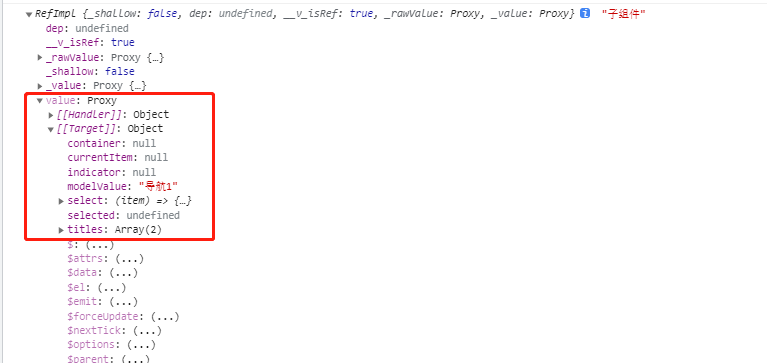 RefImpl {_shallow: false, dep: undefined, __v_isRef: true, _rawValue: Proxy, _value: Proxy} i "子组件"
dep: undefined
__v_isRef: true
_rawValue: Proxy {…}
_shallow: false
_value: Proxy {…}
value: Proxy
[[Handler]]: Object
[[Target]]: Object
container: null
currentItem: null
indicator: null
modelValue: "导航1"
select: (item) => {…}
selected: undefined
titles: Array(2)
$: (...)
$attrs: (...)
$data: (...)
$el: (...)
$emit: (...)
$forceUpdate: (...)
$nextTick: (...)
$options: (...)
$parent: (...)